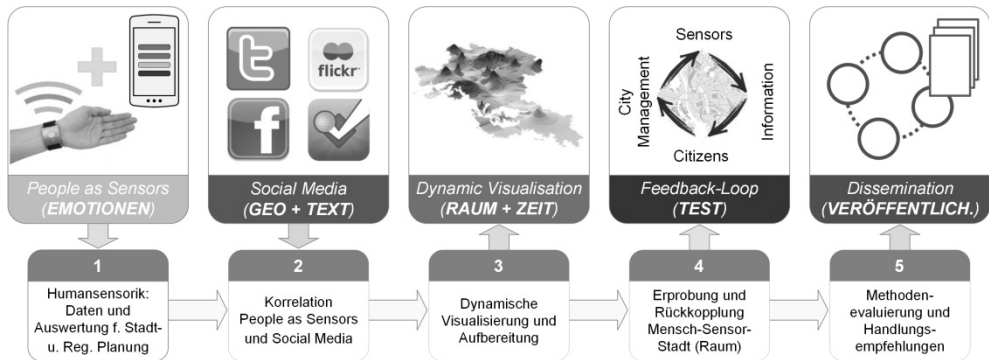 flickr
Sensors
City
Management
Information
Citizens
People as Sensors
(EMOTIONEN)
Social Media
(GEO + TEXT)
Dynamic Visualisation
(RAUM + ZEIT)
Feedback-Loop
(TEST)
Dissemination
(VERÖFFENTLICH.)
1
Humansensorik:
Daten und
Auswertung f. Stadt-
u. Reg. Planung
2
Korrelation
People as Sensors
und Social Media
3
Dynamische
Visualisierung und
Aufbereitung
4
Erprobung und
Rückkopplung
Mensch-Sensor-
Stadt (Raum)
5
Methoden-
evaluierung und
Handlungs-
empfehlungen